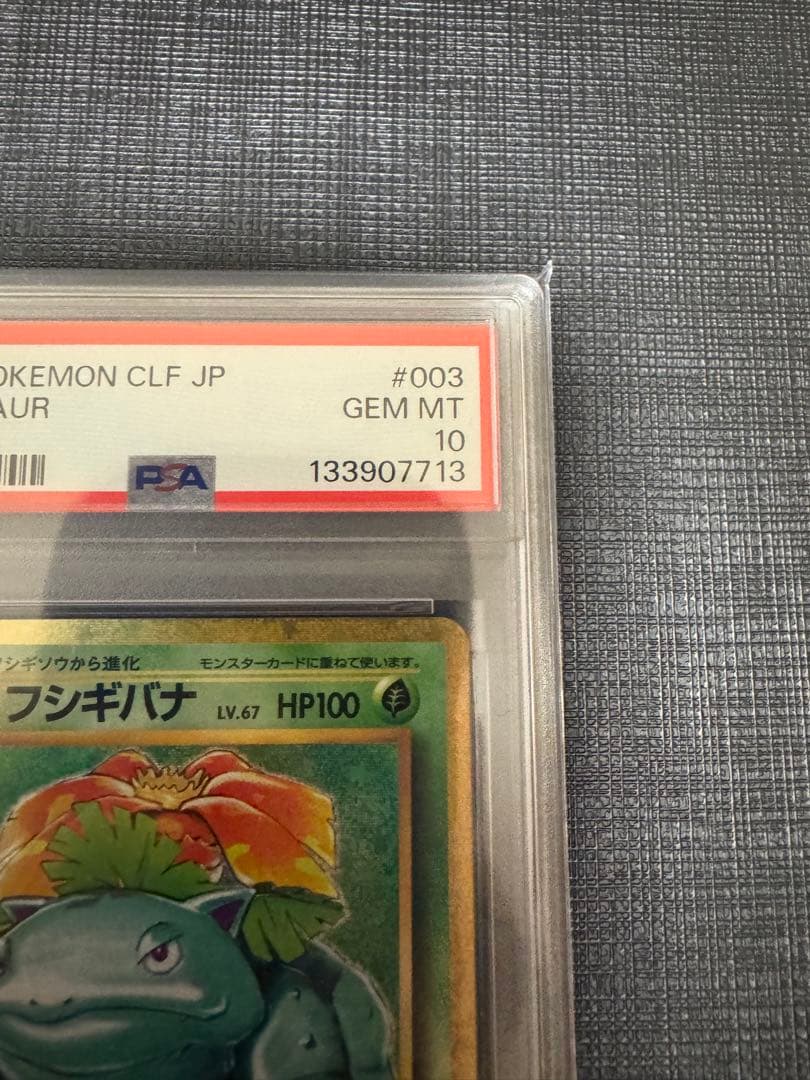 OKEMON CLF JP #003
AUR GEM MT
10
PSA 133907713
シギソウから進化 モンスターカードに重ねて使います。
フシギバナ LV.67 HP100